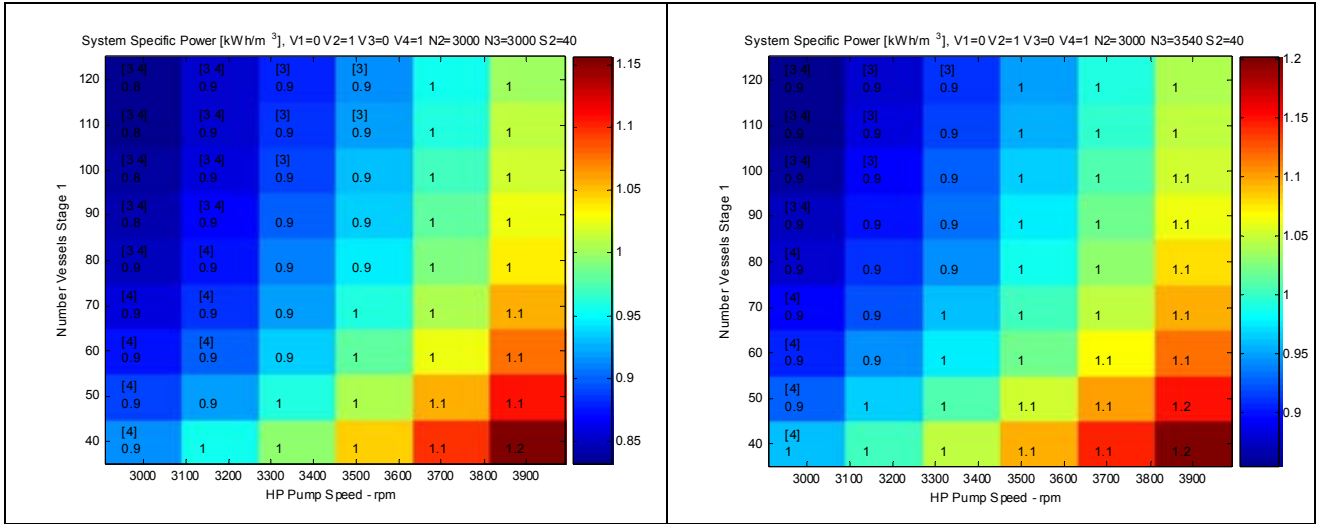 System Specific Power [kWh/m 3], V1=0 V2=1 V3=0 V4=1 N2=3000 N3=3000 S2=40
[3 4] [3 4] [3] [3]
120 0.8 0.9 0.9 0.9 1 1
[3 4] [3 4] [3] [3]
110 0.8 0.9 0.9 0.9 1 1
[3 4] [3 4] [3]
100 0.8 0.9 0.9 0.9 1 1
[3 4] [3 4]
90 0.8 0.9 0.9 0.9 1 1
[3 4] [4]
80 0.9 0.9 0.9 0.9 1 1
[4] [4]
70 0.9 0.9 0.9 1 1 1.1
[4] [4]
60 0.9 0.9 0.9 1 1 1.1
[4]
50 0.9 0.9 1 1 1.1 1.1
[4]
40 0.9 1 1 1 1.1 1.2
3000 3100 3200 3300 3400 3500 3600 3700 3800 3900
HP Pump Speed - rpm
Number Vessels Stage 1
1.15
1.1
1.05
1
0.95
0.9
0.85
System Specific Power [kWh/m 3], V1=0 V2=1 V3=0 V4=1 N2=3000 N3=3540 S2=40
[3 4] [3] [3]
120 0.9 0.9 0.9 1 1 1
[3 4] [3]
110 0.9 0.9 0.9 1 1 1
[3 4] [3]
100 0.9 0.9 0.9 1 1 1.1
[3 4]
90 0.9 0.9 0.9 1 1 1.1
[4]
80 0.9 0.9 0.9 1 1 1.1
[4]
70 0.9 0.9 0.9 1 1 1.1
[4]
60 0.9 0.9 1 1 1.1 1.1
[4]
50 0.9 1 1 1.1 1.1 1.2
[4]
40 1 1 1 1.1 1.1 1.2
3000 3100 3200 3300 3400 3500 3600 3700 3800 3900
HP Pump Speed - rpm
Number Vessels Stage 1
1.2
1.15
1.1
1.05
1
0.95
0.9